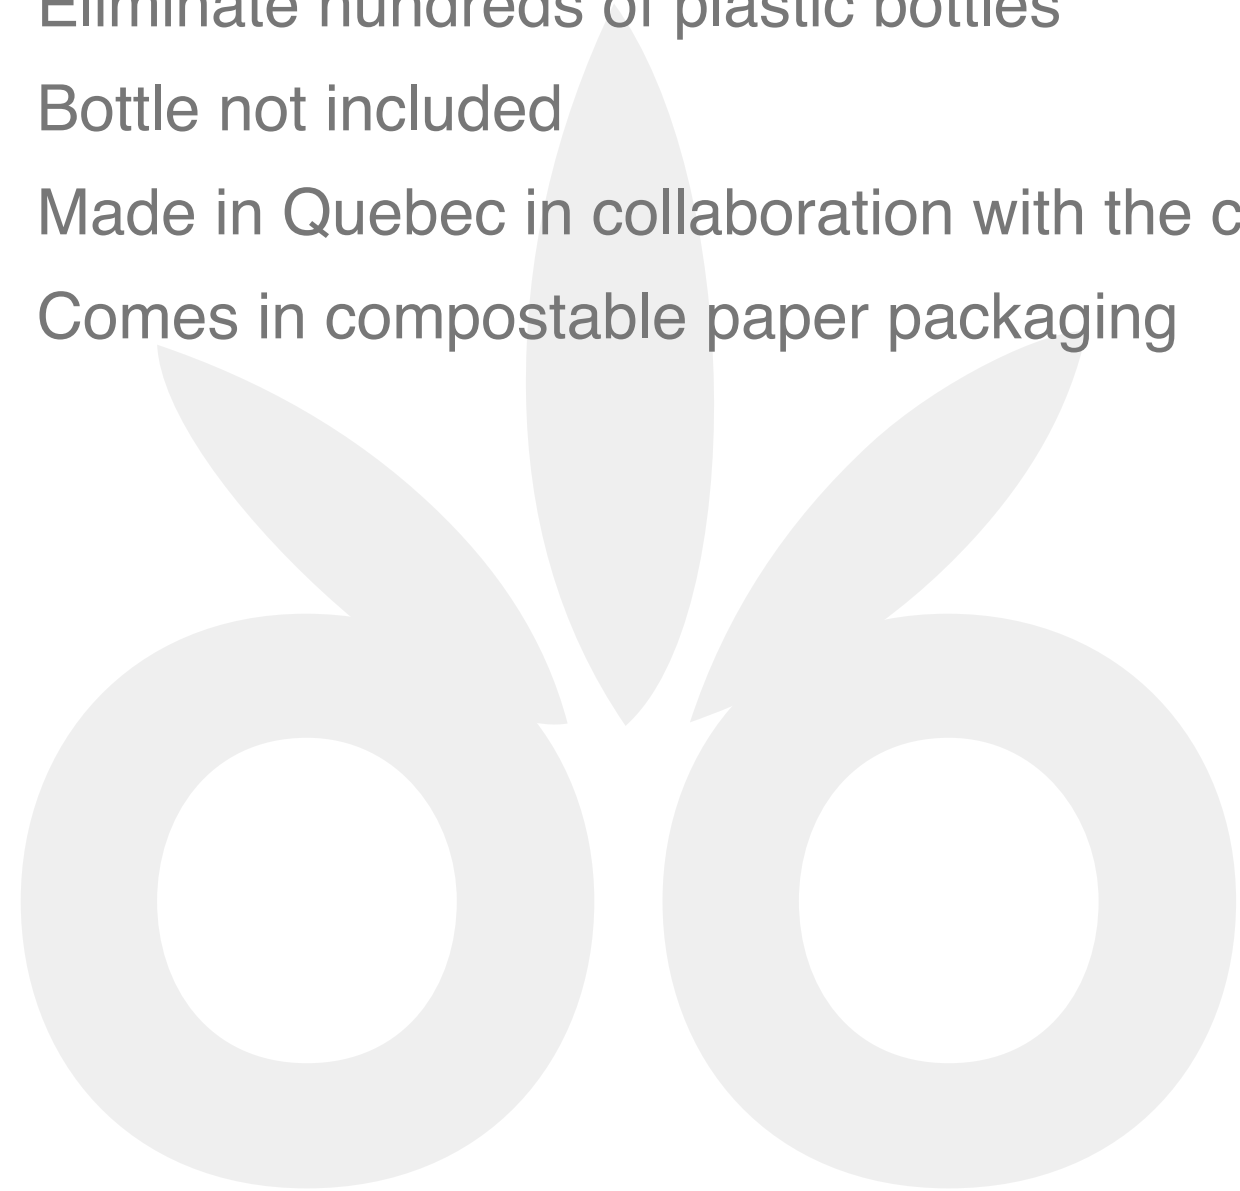 Eliminate hundreds of plastic bottles
Bottle not included
Made in Quebec in collaboration with the
Comes in compostable paper packaging